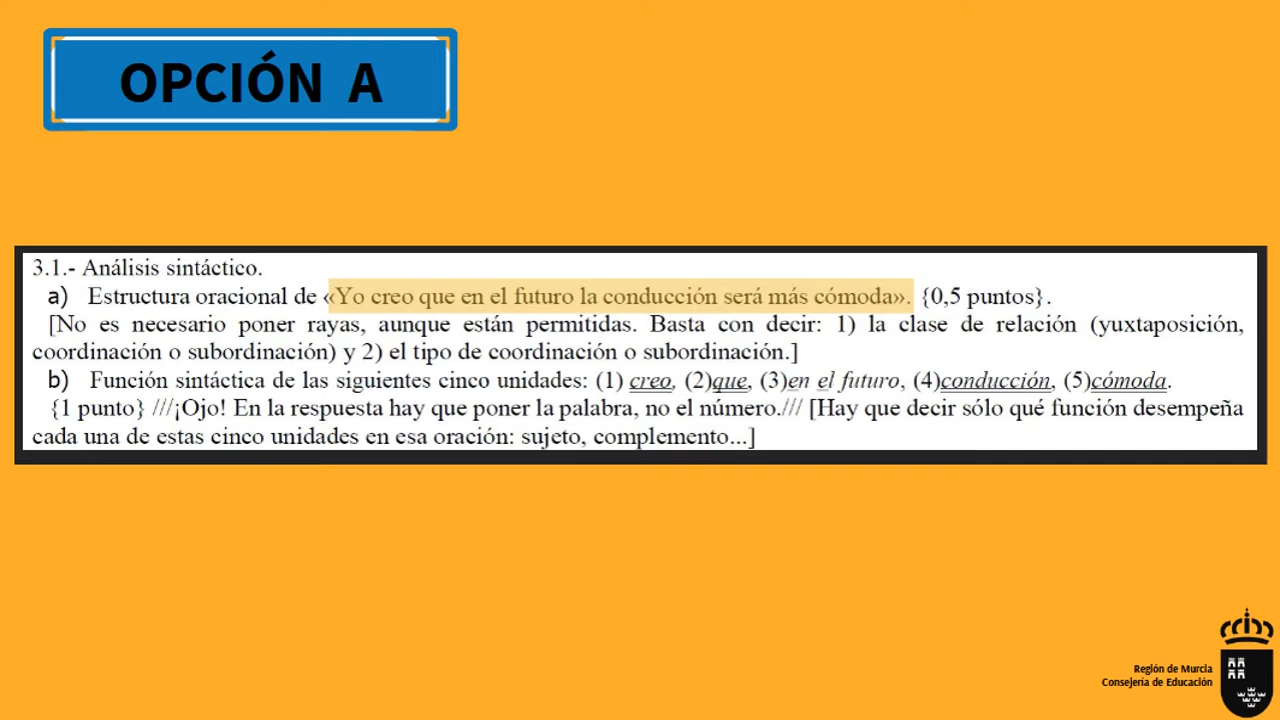 OPCIÓN A
3.1.- Análisis sintáctico.
a) Estructura oracional de «Yo creo que en el futuro la conducción será más cómoda». {0,5 puntos}.
[No es necesario poner rayas, aunque están permitidas. Basta con decir: 1) la clase de relación (yuxtaposición,
coordinación o subordinación) y 2) el tipo de coordinación o subordinación.]
b) Función sintáctica de las siguientes cinco unidades: (1) creo, (2)que, (3)en el futuro, (4)conducción, (5)cómoda.
{1 punto} ///¡Ojo! En la respuesta hay que poner la palabra, no el número./// [Hay que decir sólo qué función desempeña
cada una de estas cinco unidades en esa oración: sujeto, complemento...]
Región de Murcia
Consejería de Educación